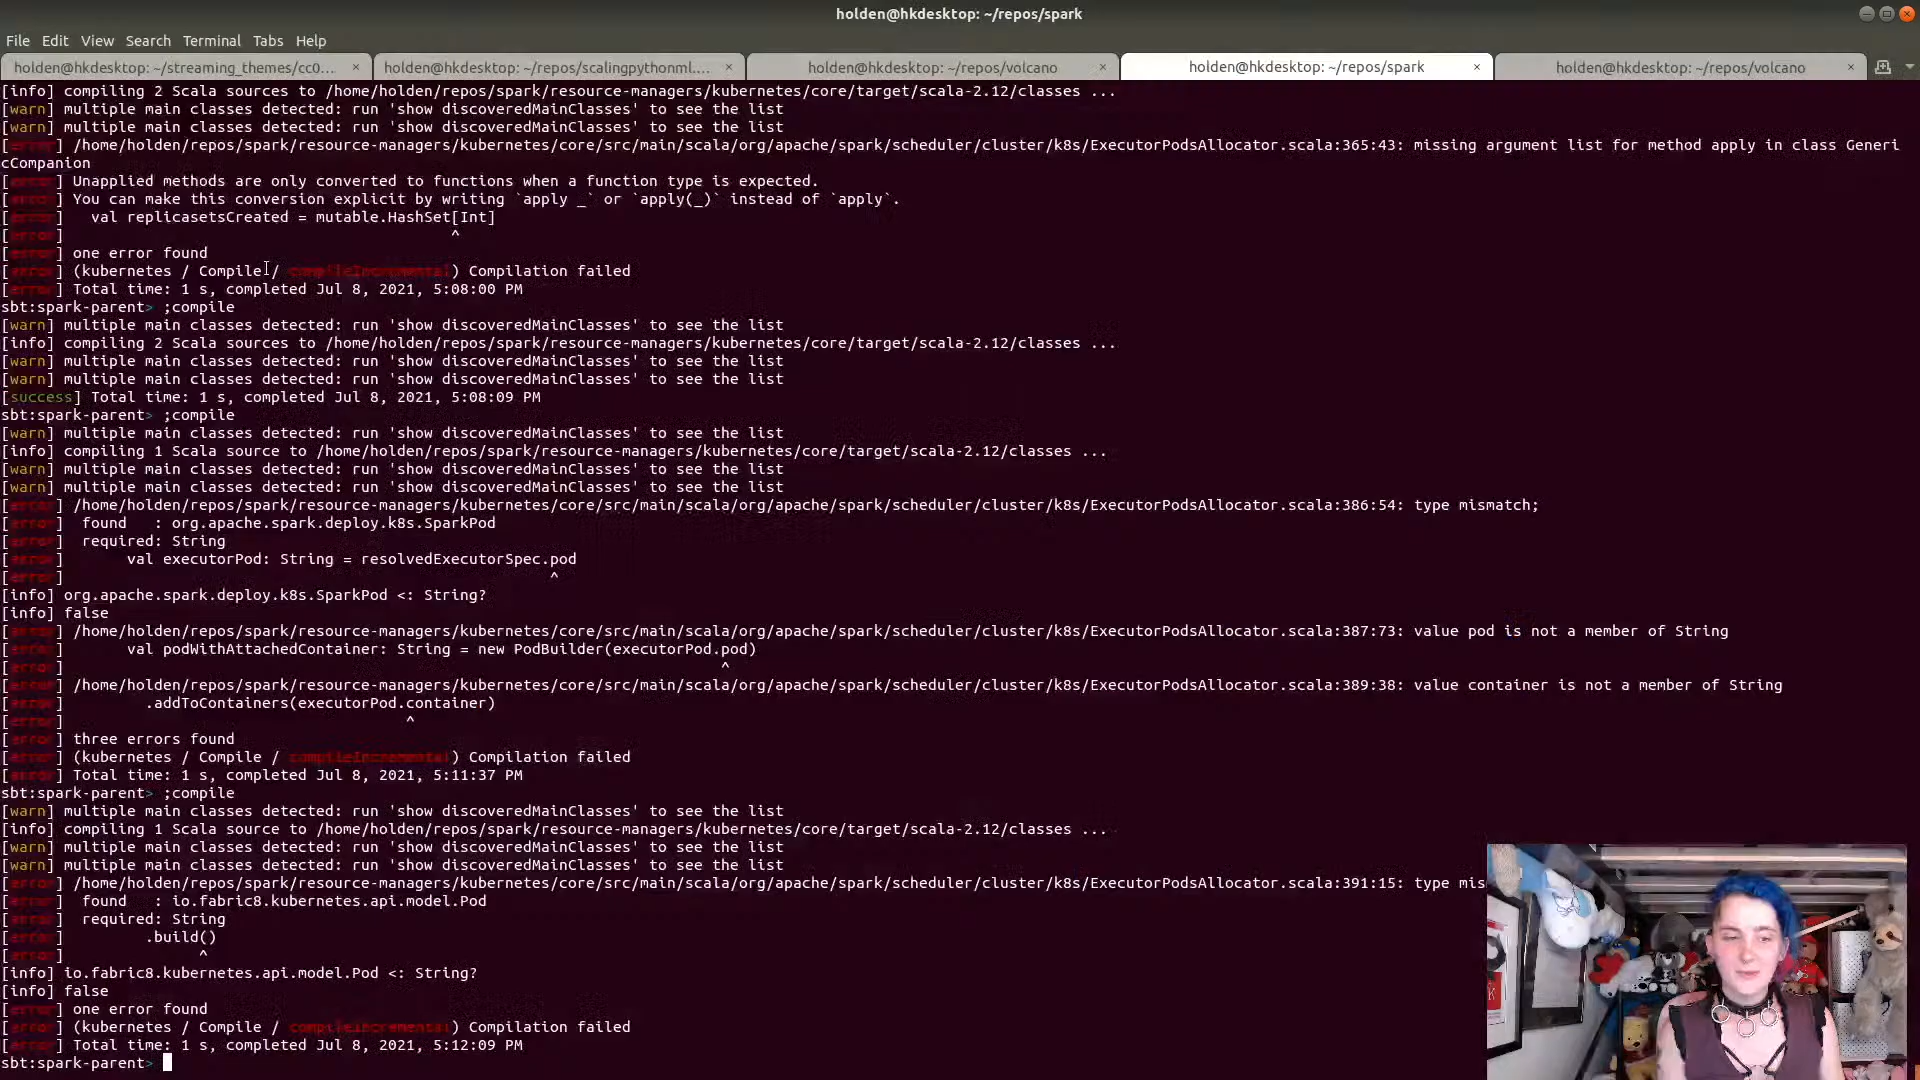 holden@hkdesktop: ~/repos/spark
File Edit View Search Terminal Tabs Help
holden@hkdesktop: ~/streaming_themes/cc0... × holden@hkdesktop: ~/repos/scalingpythonml.... × holden@hkdesktop: ~/repos/volcano × holden@hkdesktop: ~/repos/spark × holden@hkdesktop: ~/repos/volcano ×
[info] compiling 2 Scala sources to /home/holden/repos/spark/resource-managers/kubernetes/core/target/scala-2.12/classes ...
[warn] multiple main classes detected: run 'show discoveredMainClasses' to see the list
[warn] multiple main classes detected: run 'show discoveredMainClasses' to see the list
[error] /home/holden/repos/spark/resource-managers/kubernetes/core/src/main/scala/org/apache/spark/scheduler/cluster/k8s/ExecutorPodsAllocator.scala:365:43: missing argument list for method apply in class Generi
cCompanion
[error] Unapplied methods are only converted to functions when a function type is expected.
[error] You can make this conversion explicit by writing `apply _` or `apply(_)` instead of `apply`.
[error]   val replicasetsCreated = mutable.HashSet[Int]
[error] ^
[error] one error found
[error] (kubernetes / Compile / compileIncremental) Compilation failed
[error] Total time: 1 s, completed Jul 8, 2021, 5:08:00 PM
sbt:spark-parent> ;compile
[warn] multiple main classes detected: run 'show discoveredMainClasses' to see the list
[info] compiling 2 Scala sources to /home/holden/repos/spark/resource-managers/kubernetes/core/target/scala-2.12/classes ...
[warn] multiple main classes detected: run 'show discoveredMainClasses' to see the list
[warn] multiple main classes detected: run 'show discoveredMainClasses' to see the list
[success] Total time: 1 s, completed Jul 8, 2021, 5:08:09 PM
sbt:spark-parent> ;compile
[warn] multiple main classes detected: run 'show discoveredMainClasses' to see the list
[info] compiling 1 Scala source to /home/holden/repos/spark/resource-managers/kubernetes/core/target/scala-2.12/classes ...
[warn] multiple main classes detected: run 'show discoveredMainClasses' to see the list
[warn] multiple main classes detected: run 'show discoveredMainClasses' to see the list
[error] /home/holden/repos/spark/resource-managers/kubernetes/core/src/main/scala/org/apache/spark/scheduler/cluster/k8s/ExecutorPodsAllocator.scala:386:54: type mismatch;
[error]  found   : org.apache.spark.deploy.k8s.SparkPod
[error]  required: String
[error]       val executorPod: String = resolvedExecutorSpec.pod
[error] ^
[info] org.apache.spark.deploy.k8s.SparkPod <: String?
[info] false
[error] /home/holden/repos/spark/resource-managers/kubernetes/core/src/main/scala/org/apache/spark/scheduler/cluster/k8s/ExecutorPodsAllocator.scala:387:73: value pod is not a member of String
[error]       val podWithAttachedContainer: String = new PodBuilder(executorPod.pod)
[error] ^
[error] /home/holden/repos/spark/resource-managers/kubernetes/core/src/main/scala/org/apache/spark/scheduler/cluster/k8s/ExecutorPodsAllocator.scala:389:38: value container is not a member of String
[error]         .addToContainers(executorPod.container)
[error] ^
[error] three errors found
[error] (kubernetes / Compile / compileIncremental) Compilation failed
[error] Total time: 1 s, completed Jul 8, 2021, 5:11:37 PM
sbt:spark-parent> ;compile
[warn] multiple main classes detected: run 'show discoveredMainClasses' to see the list
[info] compiling 1 Scala source to /home/holden/repos/spark/resource-managers/kubernetes/core/target/scala-2.12/classes ...
[warn] multiple main classes detected: run 'show discoveredMainClasses' to see the list
[warn] multiple main classes detected: run 'show discoveredMainClasses' to see the list
[error] /home/holden/repos/spark/resource-managers/kubernetes/core/src/main/scala/org/apache/spark/scheduler/cluster/k8s/ExecutorPodsAllocator.scala:391:15: type mis
[error]  found   : io.fabric8.kubernetes.api.model.Pod
[error]  required: String
[error]         .build()
[error] ^
[info] io.fabric8.kubernetes.api.model.Pod <: String?
[info] false
[error] one error found
[error] (kubernetes / Compile / compileIncremental) Compilation failed
[error] Total time: 1 s, completed Jul 8, 2021, 5:12:09 PM
sbt:spark-parent>